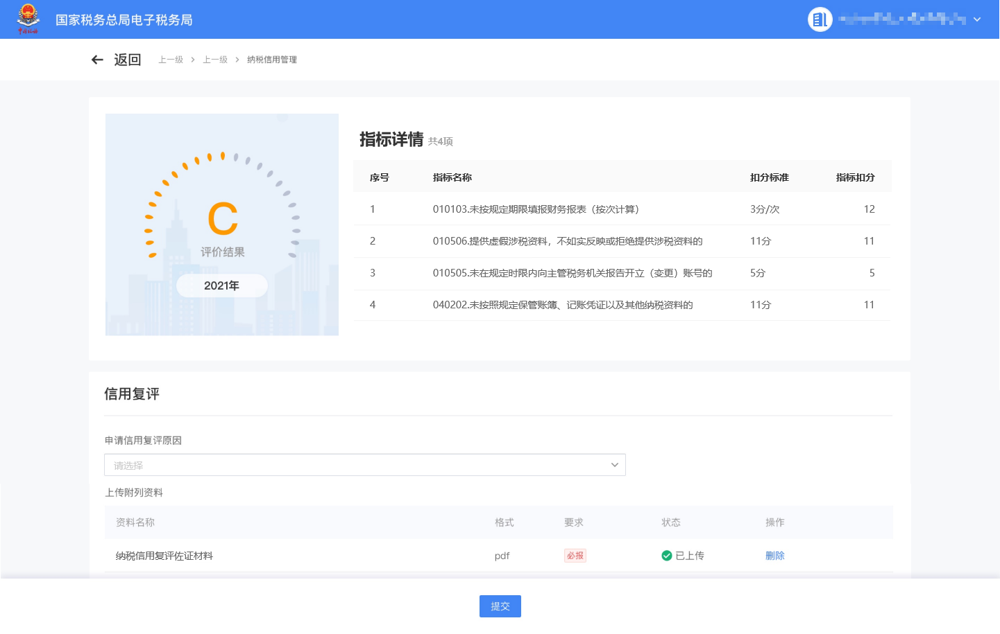 国家税务总局电子税务局
返回 上一级 > 上一级 > 纳税信用管理
指标详情 共4项
序号 指标名称 扣分标准 指标扣分
1 010103.未按规定期限填报财务报表（按次计算） 3分/次 12
2 010506.提供虚假涉税资料，不如实反映或拒绝提供涉税资料的 11分 11
3 010505.未在规定时限内向主管税务机关报告开立（变更）账号的 5分 5
4 040202.未按照规定保管账簿、记账凭证以及其他纳税资料的 11分 11
C
评价结果
2021年
信用复评
申请信用复评原因
请选择
上传附列资料
资料名称 格式 要求 状态 操作
纳税信用复评佐证材料 pdf 必报 已上传 删除
提交